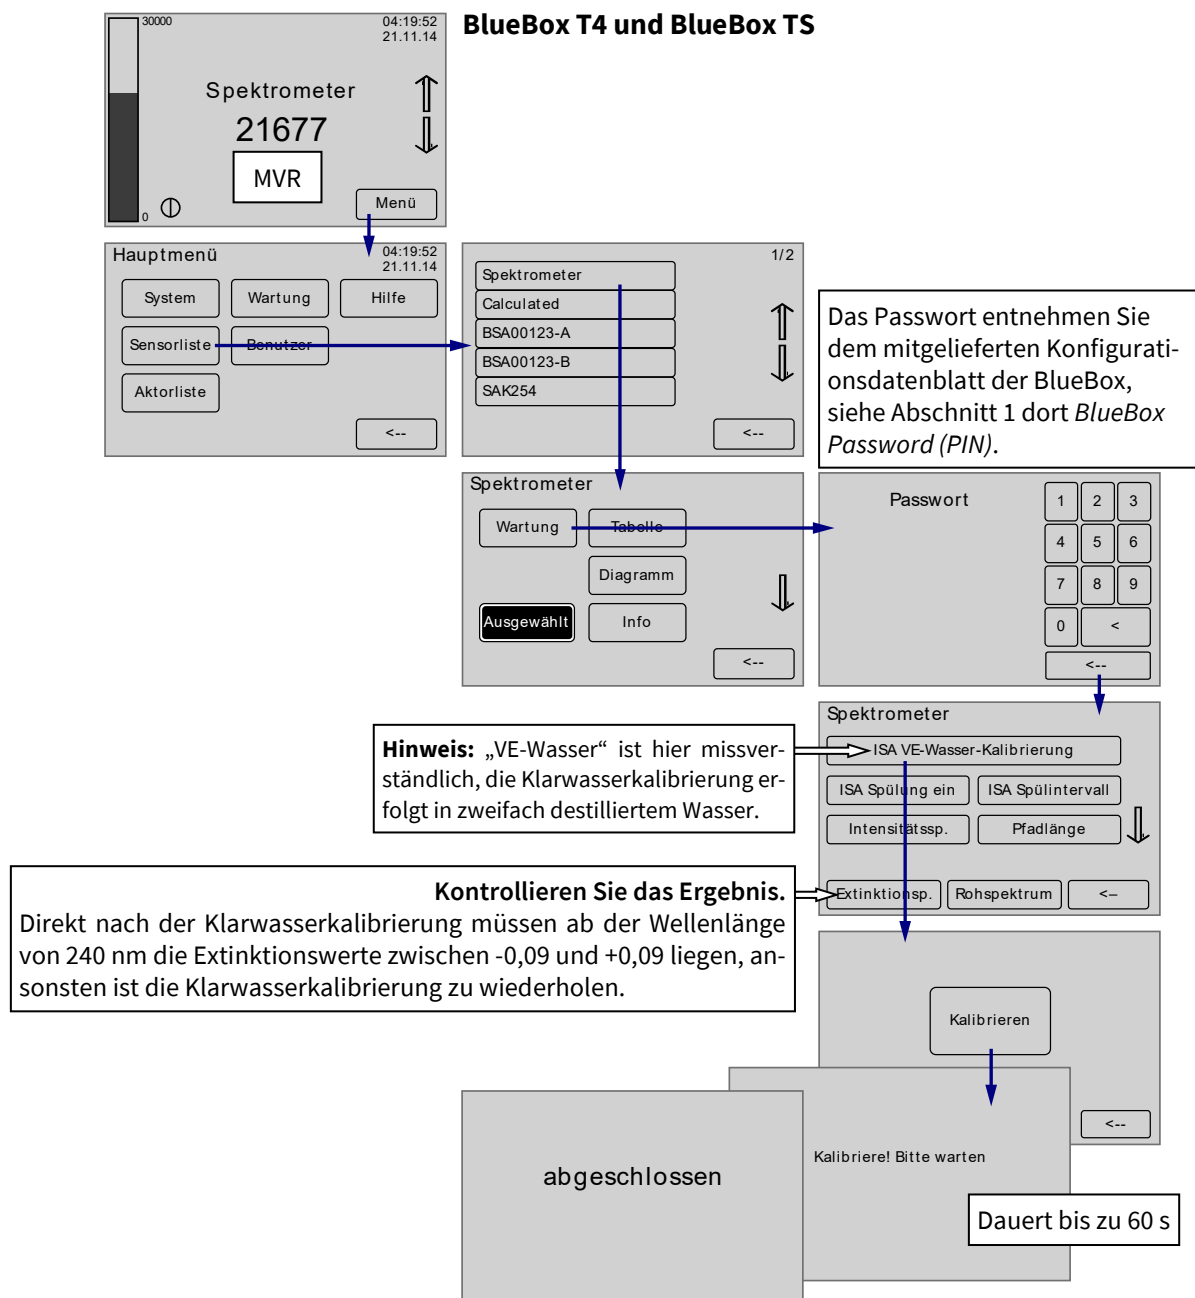 BlueBox T4 und BlueBox TS
30000
04:19:52
21.11.14
Spektrometer
21677
MVR
0
Menü
Hauptmenü
04:19:52
21.11.14
System
Wartung
Hilfe
Sensorliste
Benutzer
Aktorliste
<--
1/2
Spektrometer
Calculated
BSA00123-A
BSA00123-B
SAK254
<--
Das Passwort entnehmen Sie
dem mitgelieferten Konfigurati-
onsdatenblatt der BlueBox,
siehe Abschnitt 1 dort BlueBox
Password (PIN).
Spektrometer
Wartung
Tabelle
Diagramm
Ausgewählt
Info
<--
Passwort
1 2 3
4 5 6
7 8 9
0 <
<--
Hinweis: „VE-Wasser“ ist hier missver-
ständlich, die Klarwasserkalibrierung er-
folgt in zweifach destilliertem Wasser.
Spektrometer
ISA VE-Wasser-Kalibrierung
ISA Spülung ein
ISA Spülintervall
Intensitätssp.
Pfadlänge
Extinktionsp.
Rohspektrum
<–
Kontrollieren Sie das Ergebnis.
Direkt nach der Klarwasserkalibrierung müssen ab der Wellenlänge
von 240 nm die Extinktionswerte zwischen -0,09 und +0,09 liegen, an-
sonsten ist die Klarwasserkalibrierung zu wiederholen.
Kalibrieren
<--
Kalibriere! Bitte warten
Dauert bis zu 60 s
abgeschlossen